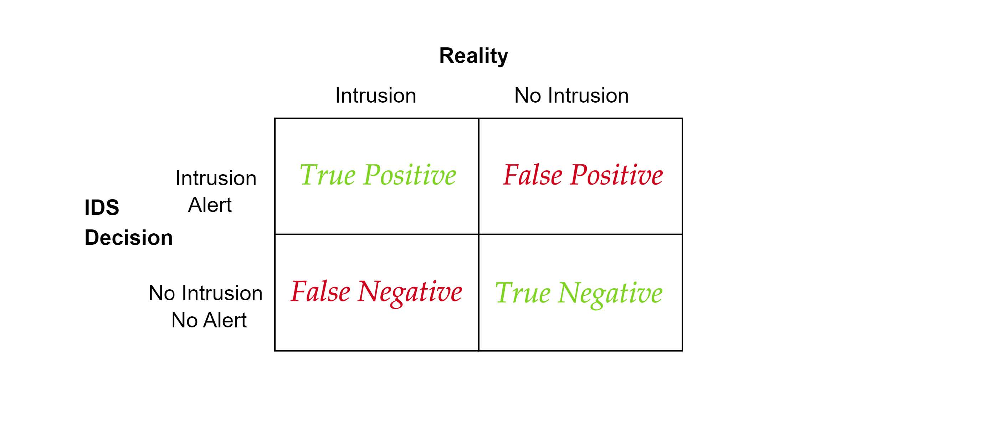 Reality
Intrusion
No Intrusion
Intrusion
Alert
True Positive
False Positive
IDS
Decision
No Intrusion
No Alert
False Negative
True Negative